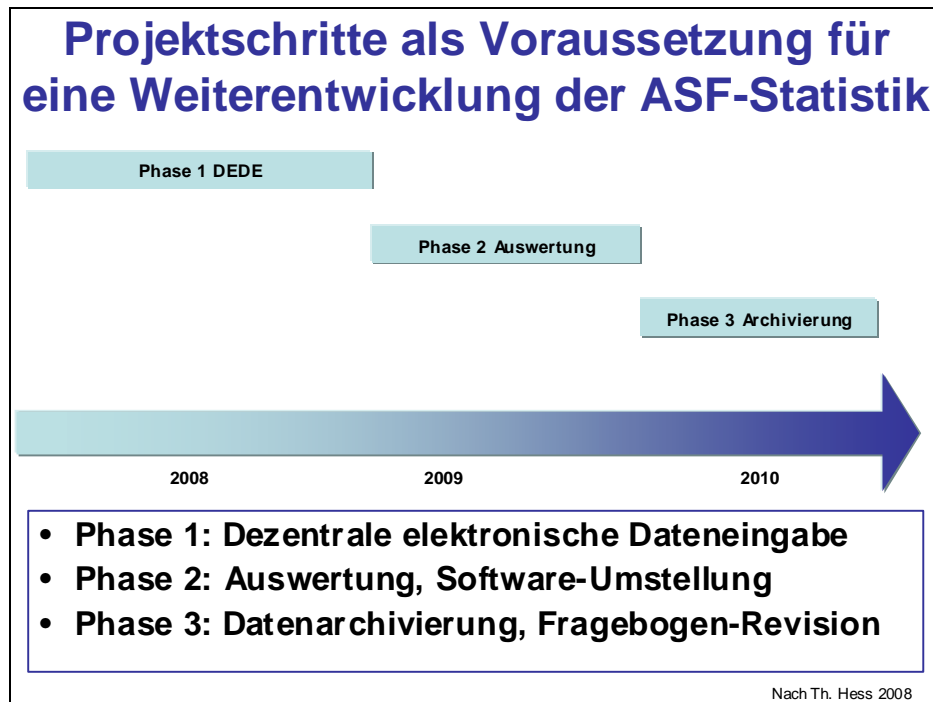 Projektschritte als Voraussetzung für
eine Weiterentwicklung der ASF-Statistik
Phase 1 DEDE
Phase 2 Auswertung
Phase 3 Archivierung
2008 2009 2010
• Phase 1: Dezentrale elektronische Dateneingabe
• Phase 2: Auswertung, Software-Umstellung
• Phase 3: Datenarchivierung, Fragebogen-Revision
Nach Th. Hess 2008